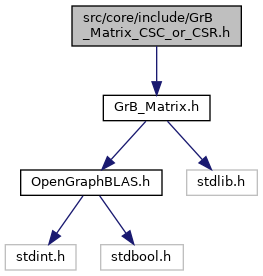 src/core/include/GrB
_Matrix_CSC_or_CSR.h
GrB_Matrix.h
OpenGraphBLAS.h
stdlib.h
stdint.h
stdbool.h